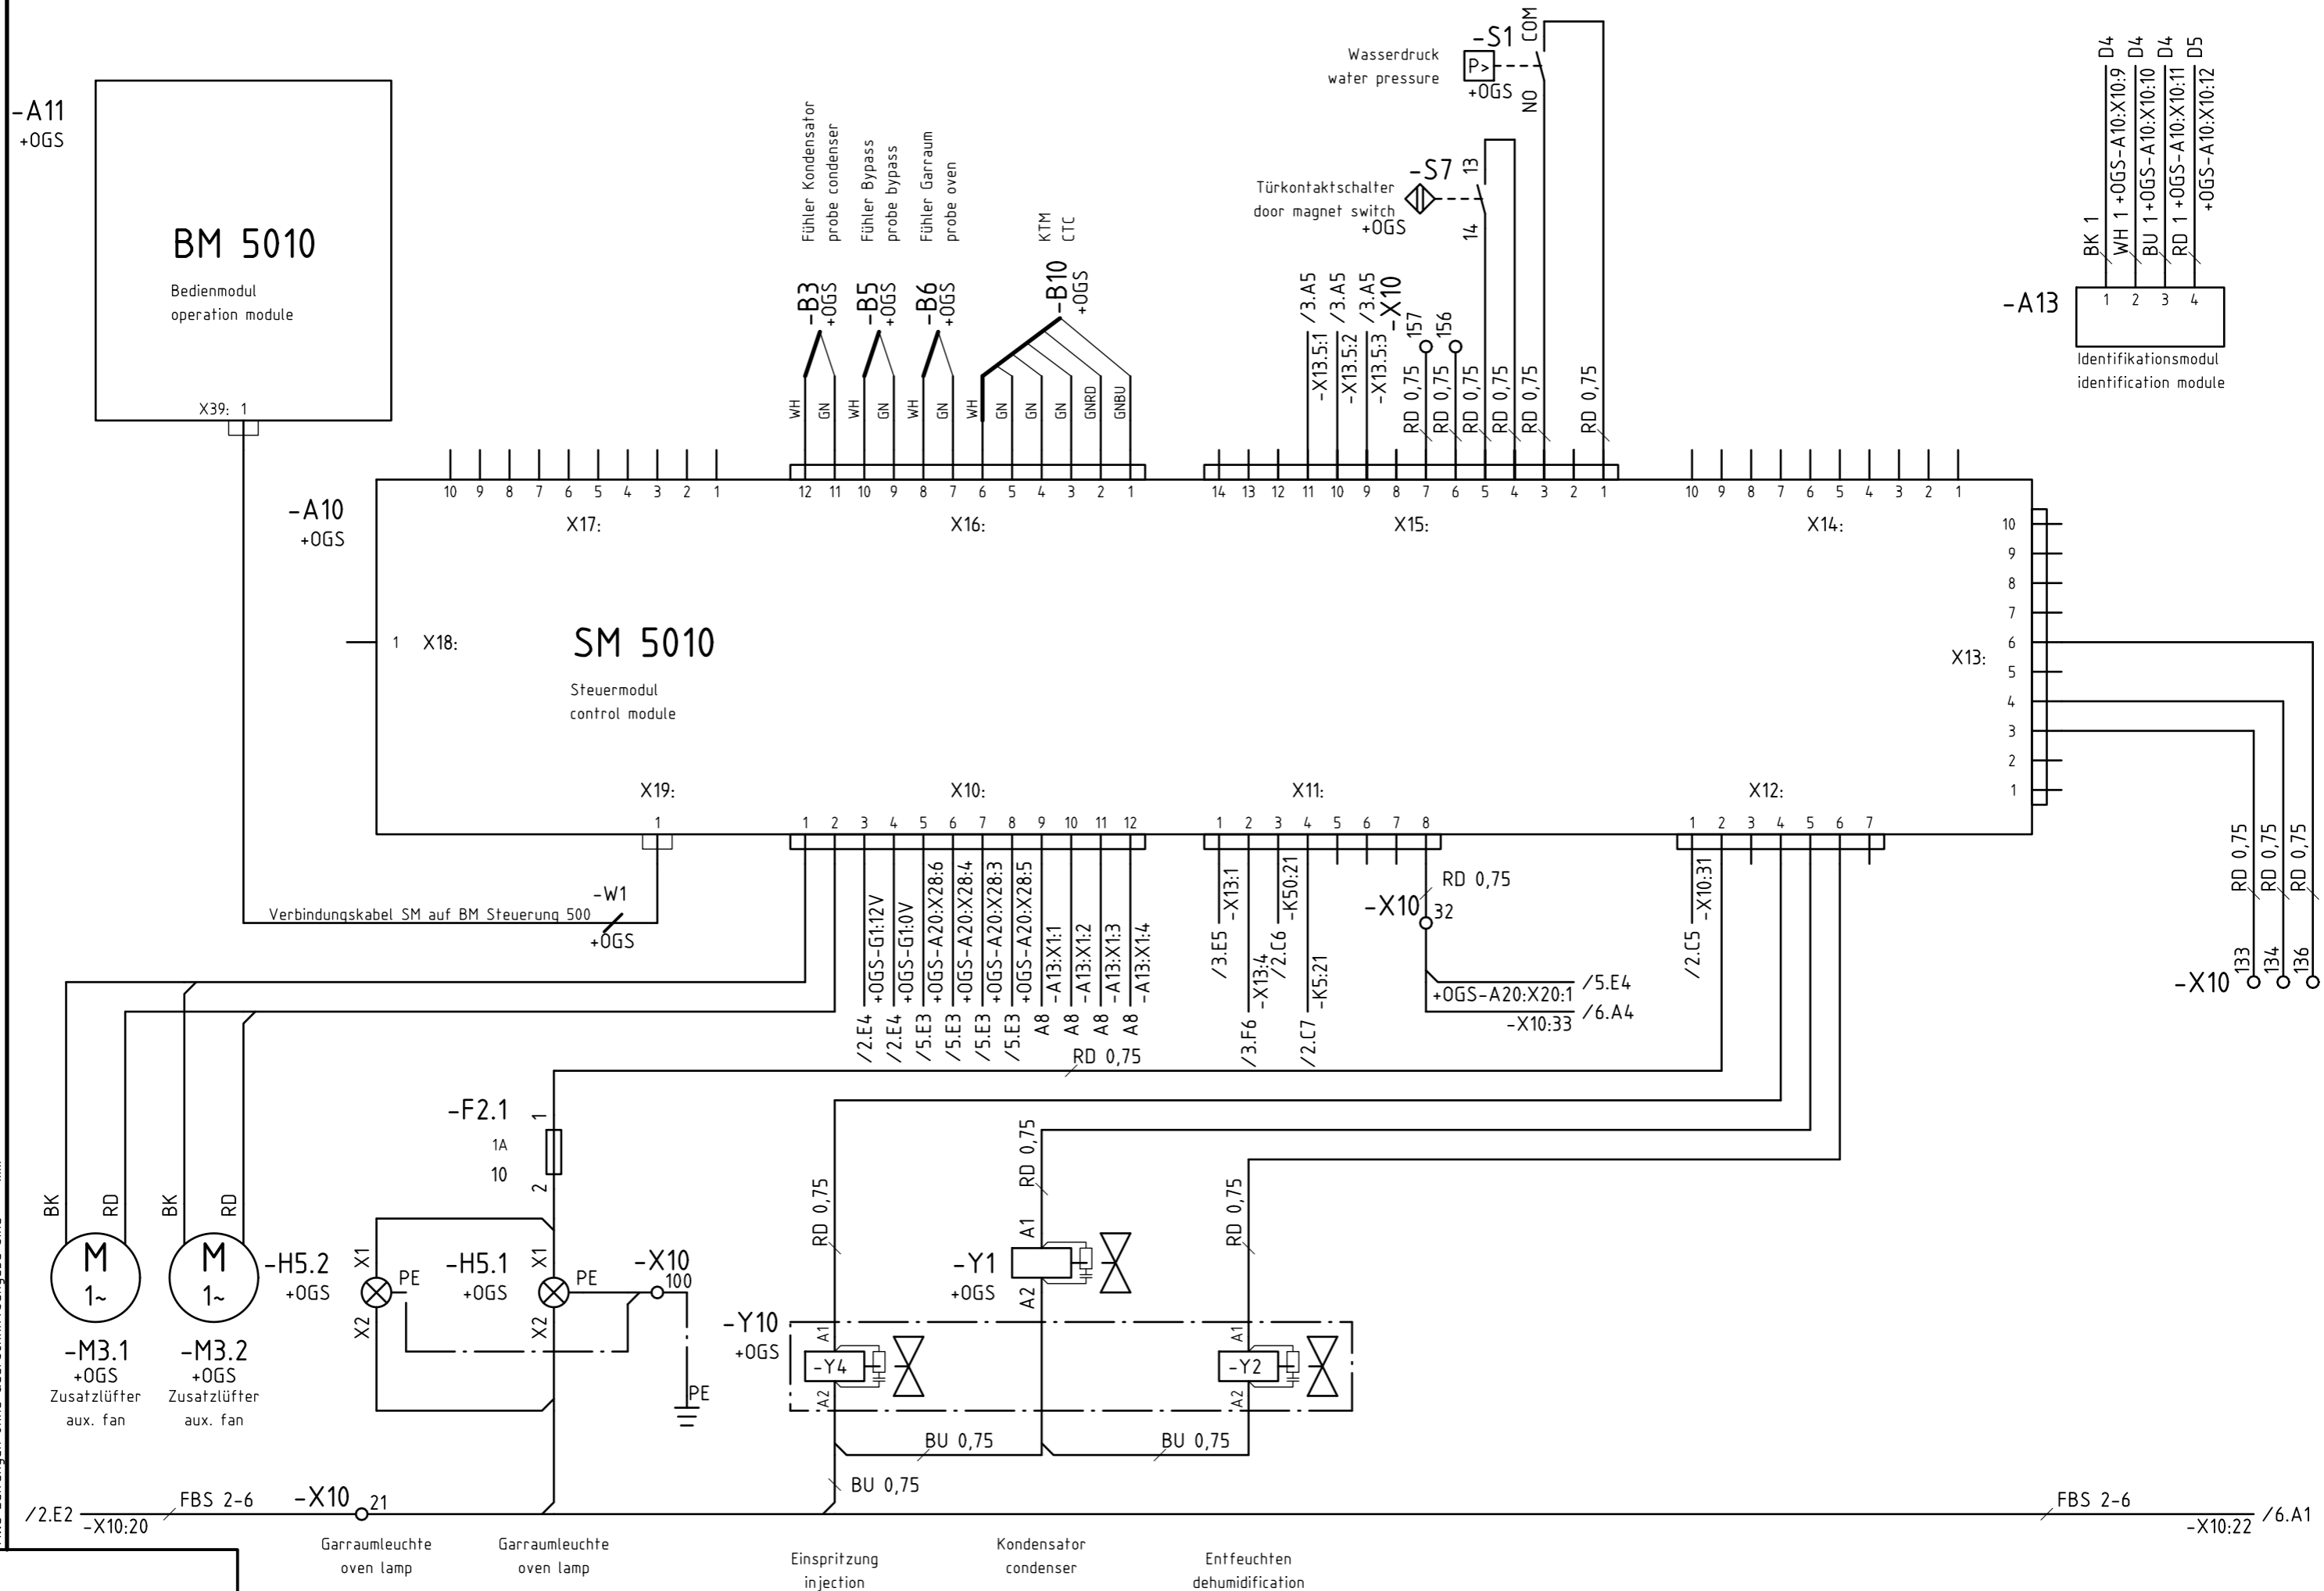 -A11
+OGS
BM 5010
Bedienmodul
operation module
X39: 1
Fühler Kondensator
probe condenser
Fühler Bypass
probe bypass
Fühler Garraum
probe oven
KTM
CTC
-B3
+OGS
-B5
+OGS
-B6
+OGS
-B10
+OGS
WH
GN
WH
GN
WH
GN
WH
GN
GN
GN
GNRD
GNBU
Wasserdruck
water pressure
-S1
P>
+OGS
COM
NO
Türkontaktschalter
door magnet switch
-S7
+OGS
13
14
/3.A5
-X13.5:1
/3.A5
-X13.5:2
/3.A5
-X13.5:3
-X10
157
156
RD 0,75
RD 0,75
RD 0,75
RD 0,75
RD 0,75
RD 0,75
D4
D4
D4
D5
BK 1
+OGS-A10:X10:9
WH 1
+OGS-A10:X10:10
BU 1
+OGS-A10:X10:11
RD 1
+OGS-A10:X10:12
-A13
1 2 3 4
Identifikationsmodul
identification module
-A10
+OGS
10 9 8 7 6 5 4 3 2 1
X17:
12 11 10 9 8 7 6 5 4 3 2 1
X16:
14 13 12 11 10 9 8 7 6 5 4 3 2 1
X15:
10 9 8 7 6 5 4 3 2 1
X14:
10
9
8
7
6
5
4
3
2
1
X13:
1 X18:
SM 5010
Steuermodul
control module
X19:
1
X10:
1 2 3 4 5 6 7 8 9 10 11 12
X11:
1 2 3 4 5 6 7 8
X12:
1 2 3 4 5 6 7
-W1
Verbindungskabel SM auf BM Steuerung 500
+OGS
/2.E4
+OGS-G1:12V
/2.E4
+OGS-G1:0V
/5.E3
+OGS-A20:X28:6
/5.E3
+OGS-A20:X28:4
/5.E3
+OGS-A20:X28:3
/5.E3
+OGS-A20:X28:5
A8
-A13:X1:1
A8
-A13:X1:2
A8
-A13:X1:3
A8
-A13:X1:4
/3.E5
-X13:1
/3.F6
-X13:4
/2.C6
-K50:21
/2.C7
-K5:21
RD 0,75
-X10
32
/5.E4
+OGS-A20:X20:1
/6.A4
-X10:33
/2.C5
-X10:31
RD 0,75
RD 0,75
RD 0,75
-X10
133
134
136
RD 0,75
-F2.1
1A
10
1
2
BK
RD
BK
RD
M
1~
M
1~
-M3.1
+OGS
Zusatzlüfter
aux. fan
-M3.2
+OGS
Zusatzlüfter
aux. fan
-H5.2
+OGS
X1
X2
PE
-H5.1
+OGS
X1
X2
PE
-X10
100
PE
RD 0,75
RD 0,75
RD 0,75
-Y1
+OGS
A1
A2
-Y10
+OGS
A1
-Y4
A2
A1
-Y2
A2
BU 0,75
BU 0,75
BU 0,75
/2.E2
-X10:20
FBS 2-6
-X10
21
FBS 2-6
-X10:22
/6.A1
Garraumleuchte
oven lamp
Garraumleuchte
oven lamp
Einspritzung
injection
Kondensator
condenser
Entfeuchten
dehumidification